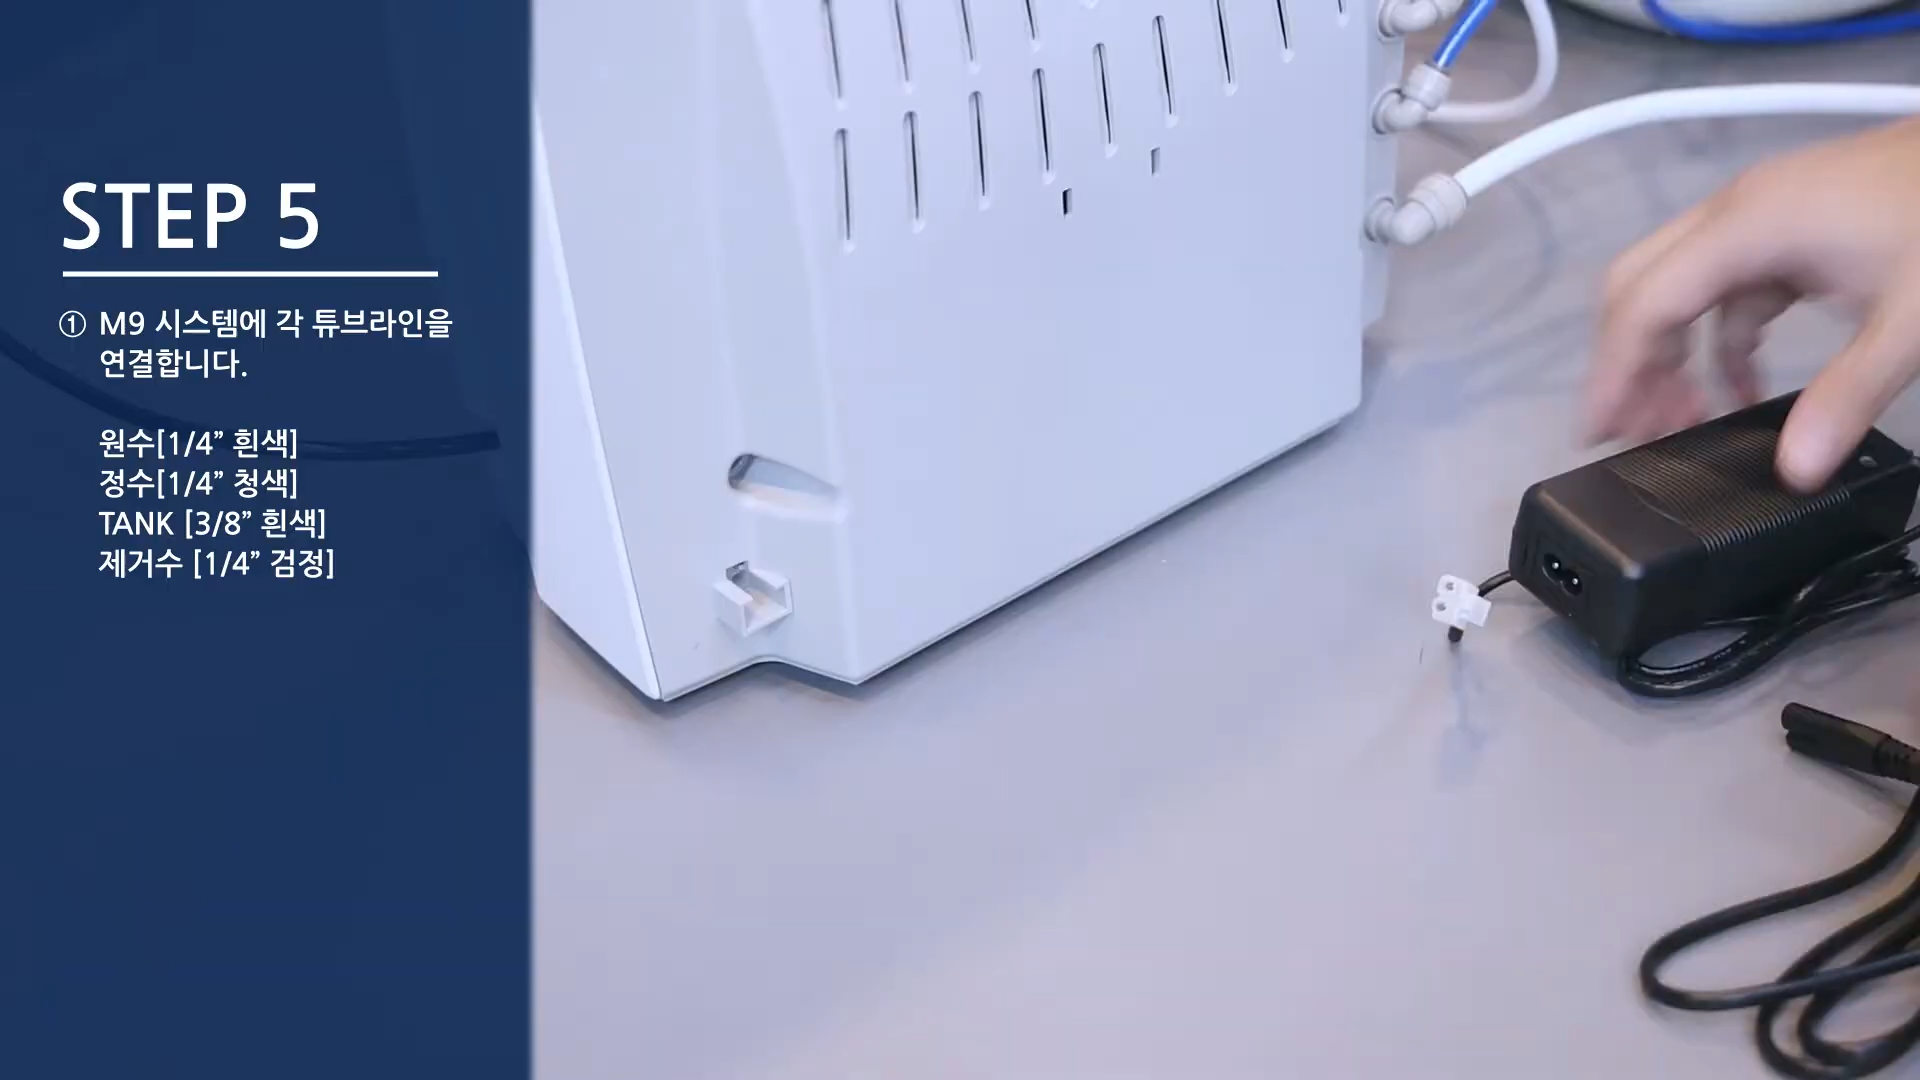 STEP 5
① M9 시스템에 각 튜브라인을
연결합니다.
원수[1/4” 흰색]
정수[1/4” 청색]
TANK [3/8” 흰색]
제거수 [1/4” 검정]